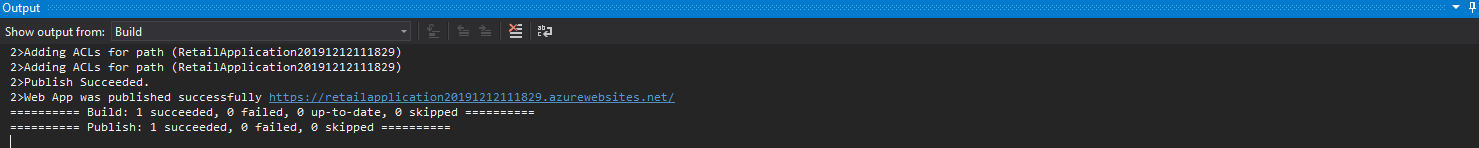 Output
Show output from: Build
2>Adding ACLs for path (RetailApplication20191212111829)
2>Adding ACLs for path (RetailApplication20191212111829)
2>Publish Succeeded.
2>Web App was published successfully https://retailapplication20191212111829.azurewebsites.net/
========== Build: 1 succeeded, 0 failed, 0 up-to-date, 0 skipped ==========
========== Publish: 1 succeeded, 0 failed, 0 skipped ==========